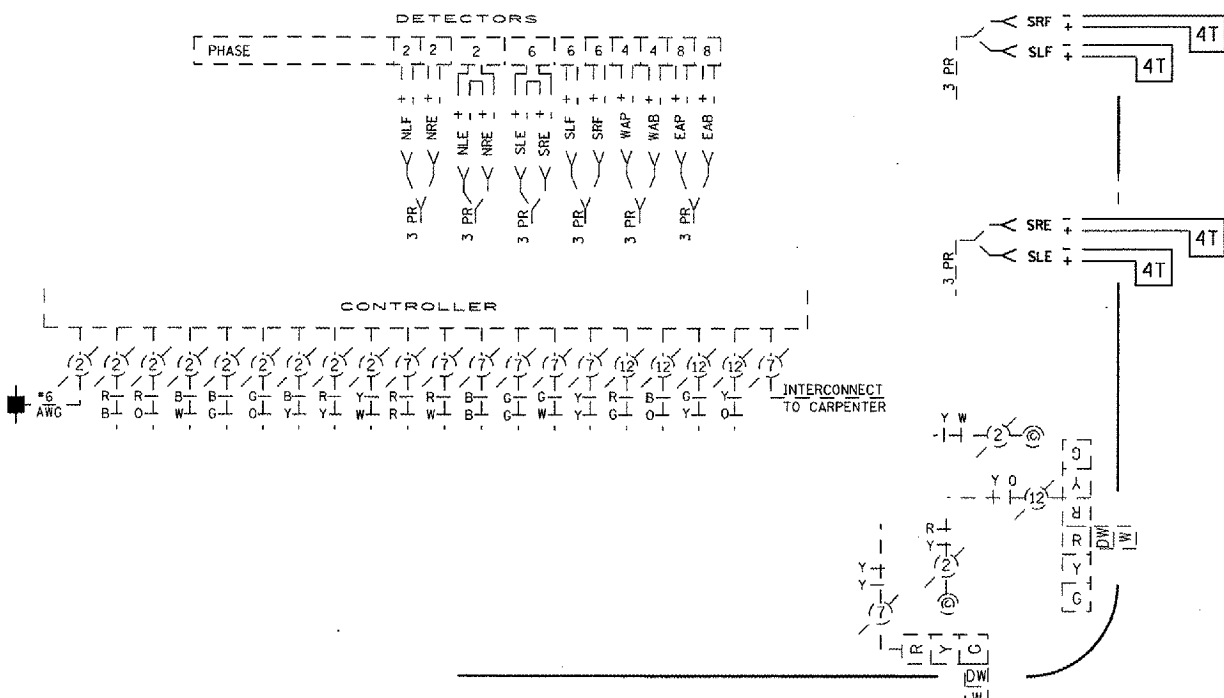 DETECTORS
PHASE 2 2 2 6 6 6 4 4 8 8
+ + + + + + + + + +
NLF NRE NLE NRE SLE SRE SLF SRF WAP WAB EAP EAB
3 PR 3 PR 3 PR 3 PR 3 PR 3 PR
SRF - + 4T
SLF - + 4T
3 PR
SRE - + 4T
SLE - + 4T
3 PR
CONTROLLER
2 2 2 2 2 2 2 2 2 7 7 7 7 7 7 12 12 12 12 7
#6 R R B B G B R Y R R B G G Y R B G Y
AWG B O W G O Y Y W R W B G W Y G O Y O
INTERCONNECT
TO CARPENTER
Y W 2 C
Y O 12
G
Y
R
R DW W
Y
G
R
Y
2
C
Y
Y
7
R Y G
DW
W